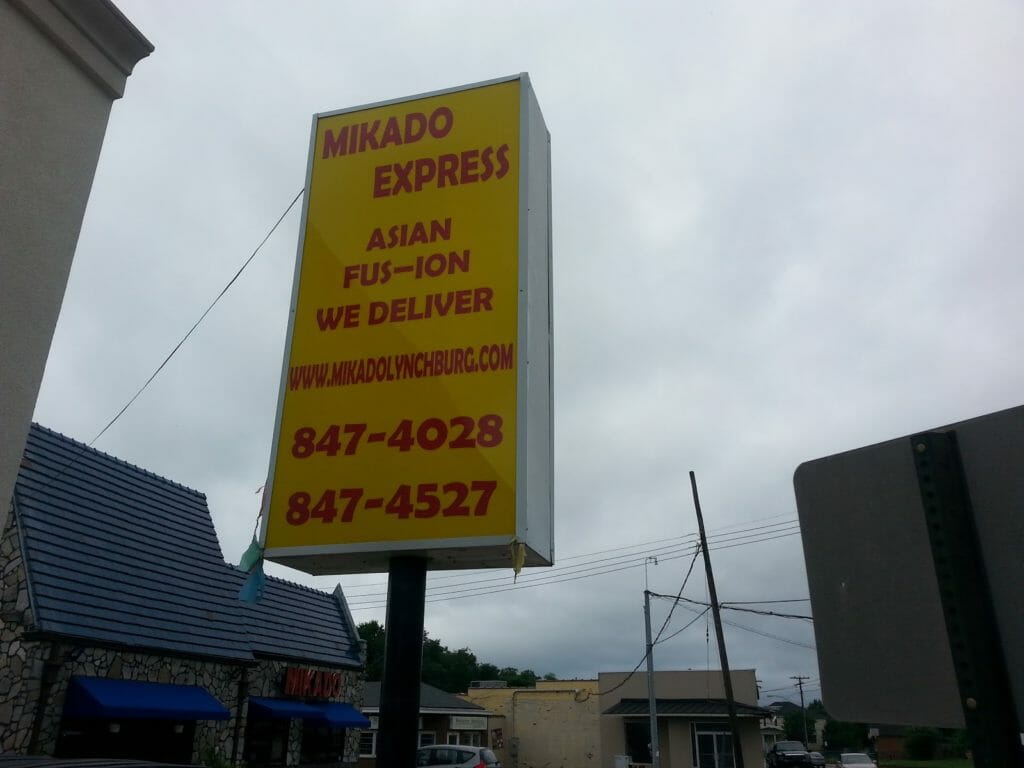 MIKADO
EXPRESS
ASIAN
FUS-ION
WE DELIVER
WWW.MIKADOLYNCHBURG.COM
847-4028
847-4527
MIKADO